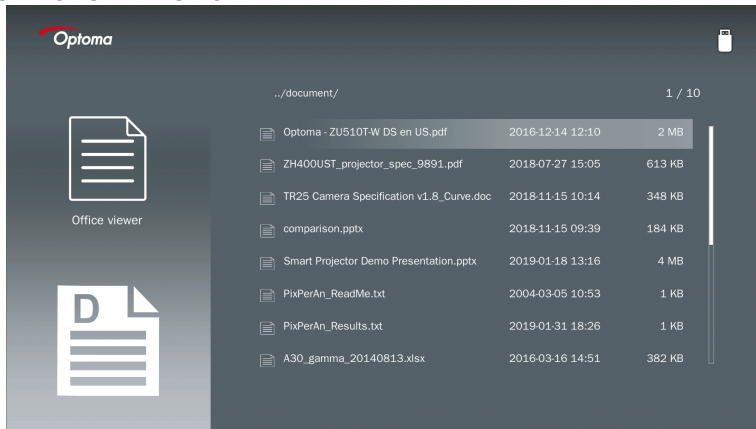 Optoma
../document/ 1 / 10
Optoma - ZU510T-W DS en US.pdf 2016-12-14 12:10 2 MB
ZH400UST_projector_spec_9891.pdf 2018-07-27 15:05 613 KB
TR25 Camera Specification v1.8_Curve.doc 2018-11-15 10:14 348 KB
Office viewer
comparison.pptx 2018-11-15 09:39 184 KB
Smart Projector Demo Presentation.pptx 2019-01-18 13:16 4 MB
PixPerAn_ReadMe.txt 2004-03-05 10:53 1 KB
D
PixPerAn_Results.txt 2019-01-31 18:26 1 KB
A30_gamma_20140813.xlsx 2016-03-16 14:51 382 KB